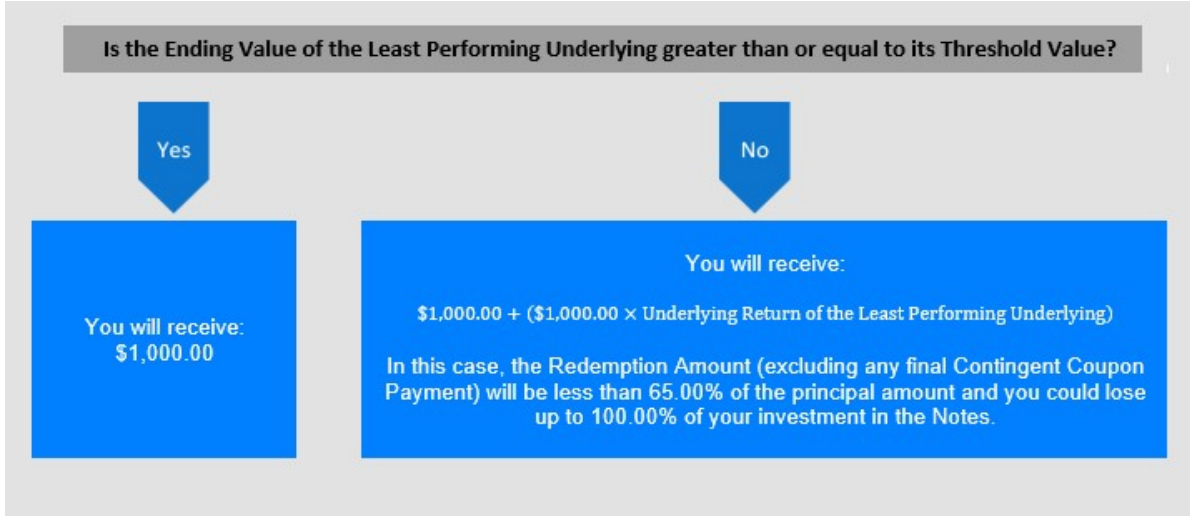 Is the Ending Value of the Least Performing Underlying greater than or equal to its Threshold Value?
Yes
No
You will receive:
$1,000.00
You will receive:
$1,000.00 + ($1,000.00 × Underlying Return of the Least Performing Underlying)
In this case, the Redemption Amount (excluding any final Contingent Coupon
Payment) will be less than 65.00% of the principal amount and you could lose
up to 100.00% of your investment in the Notes.